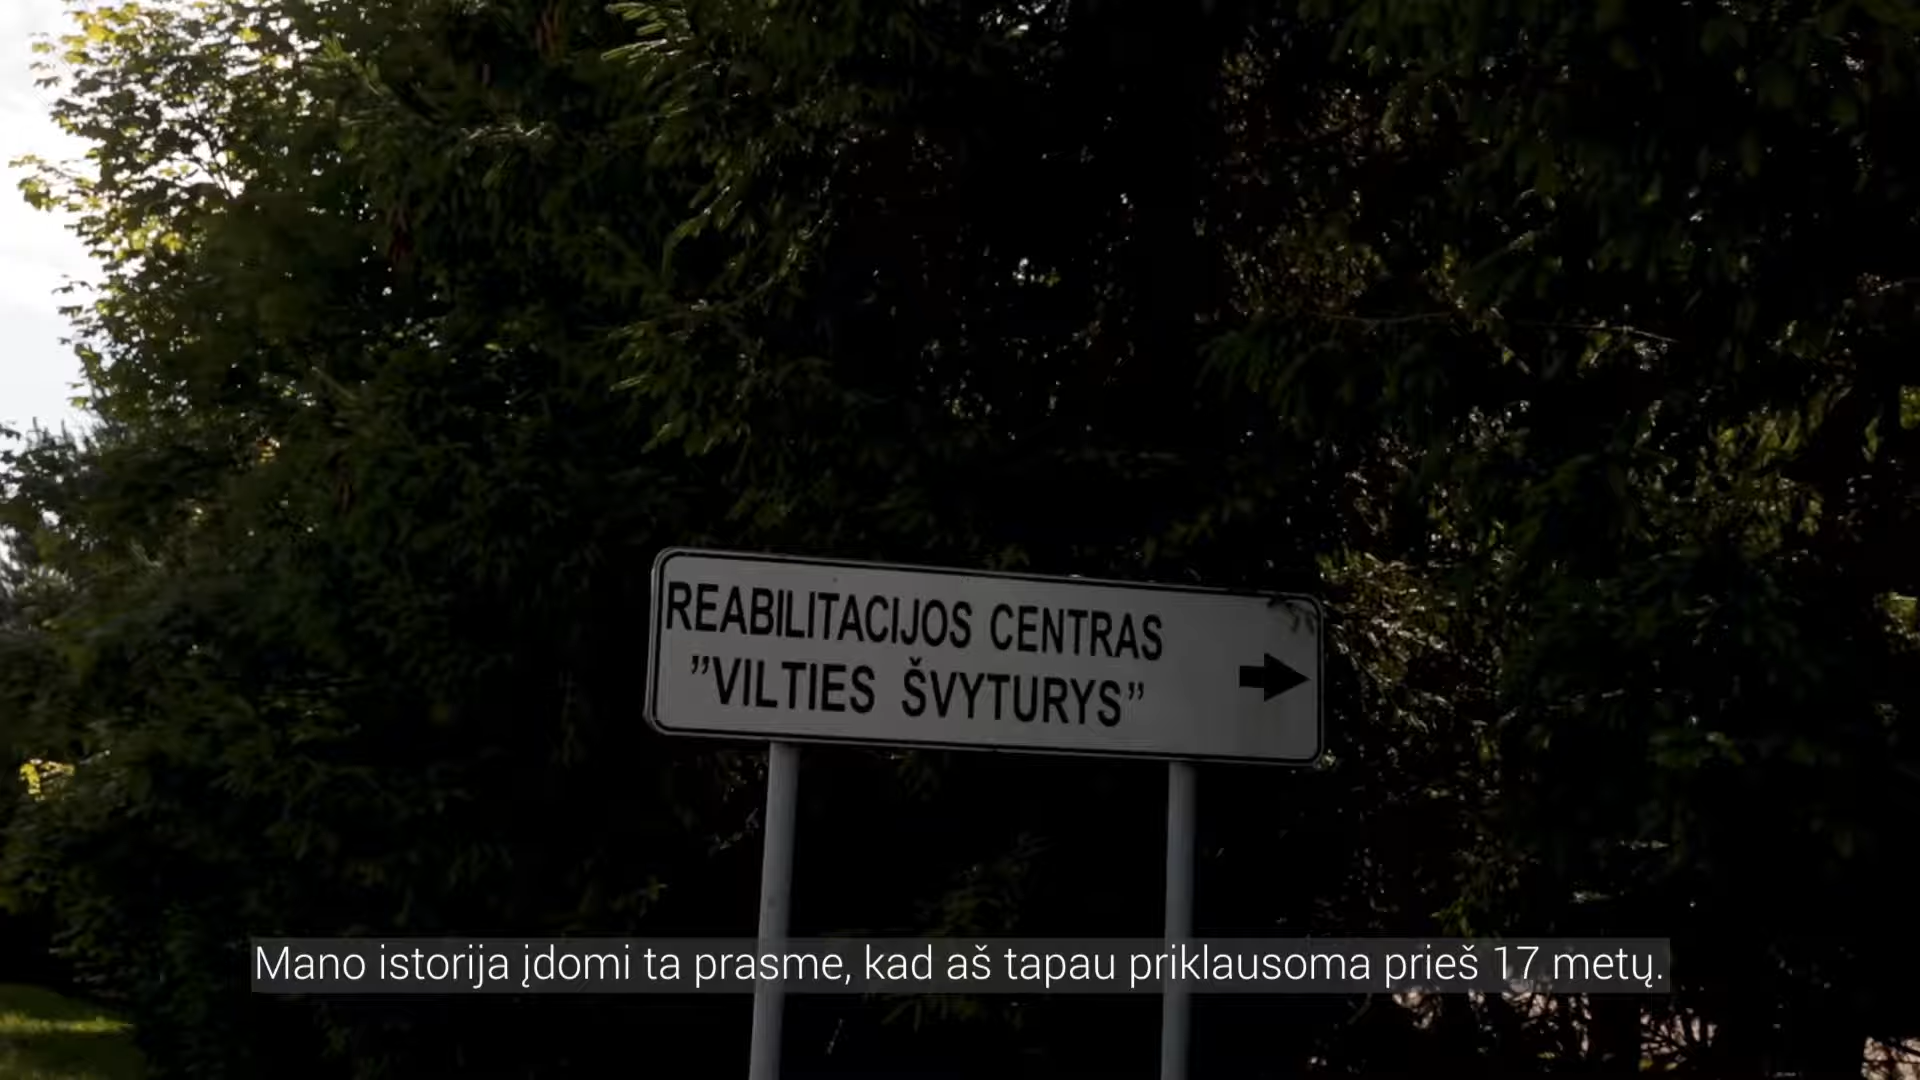 REABILITACIJOS CENTRAS
”VILTIES ŠVYTURYS”
Mano istorija įdomi ta prasme, kad aš tapau priklausoma prieš 17 metų.